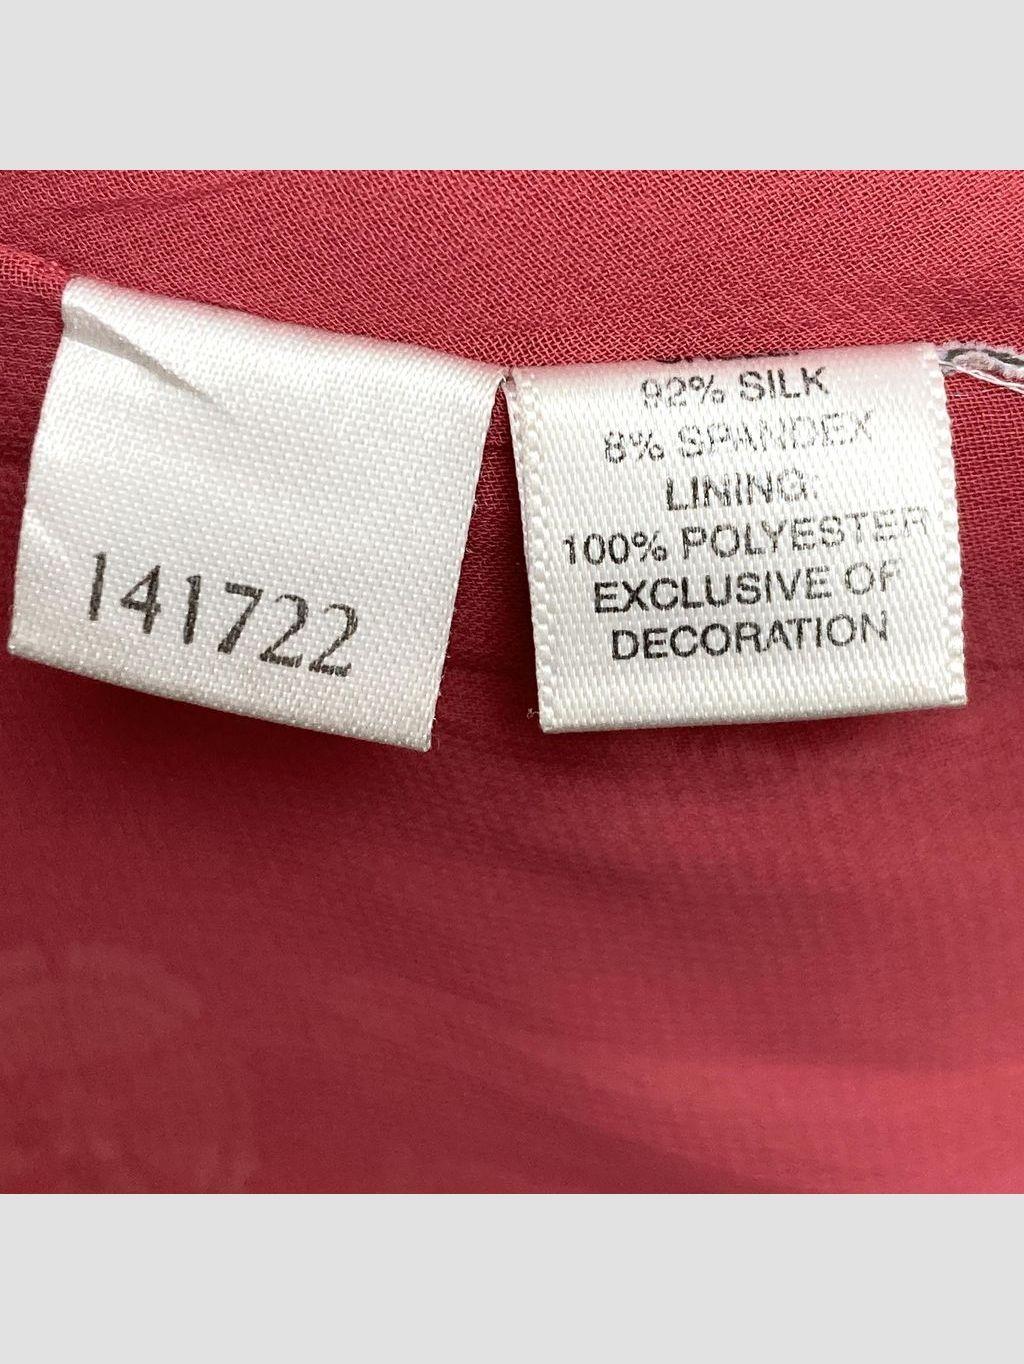 141722
92% SILK
8% SPANDEX
LINING:
100% POLYESTER
EXCLUSIVE OF
DECORATION